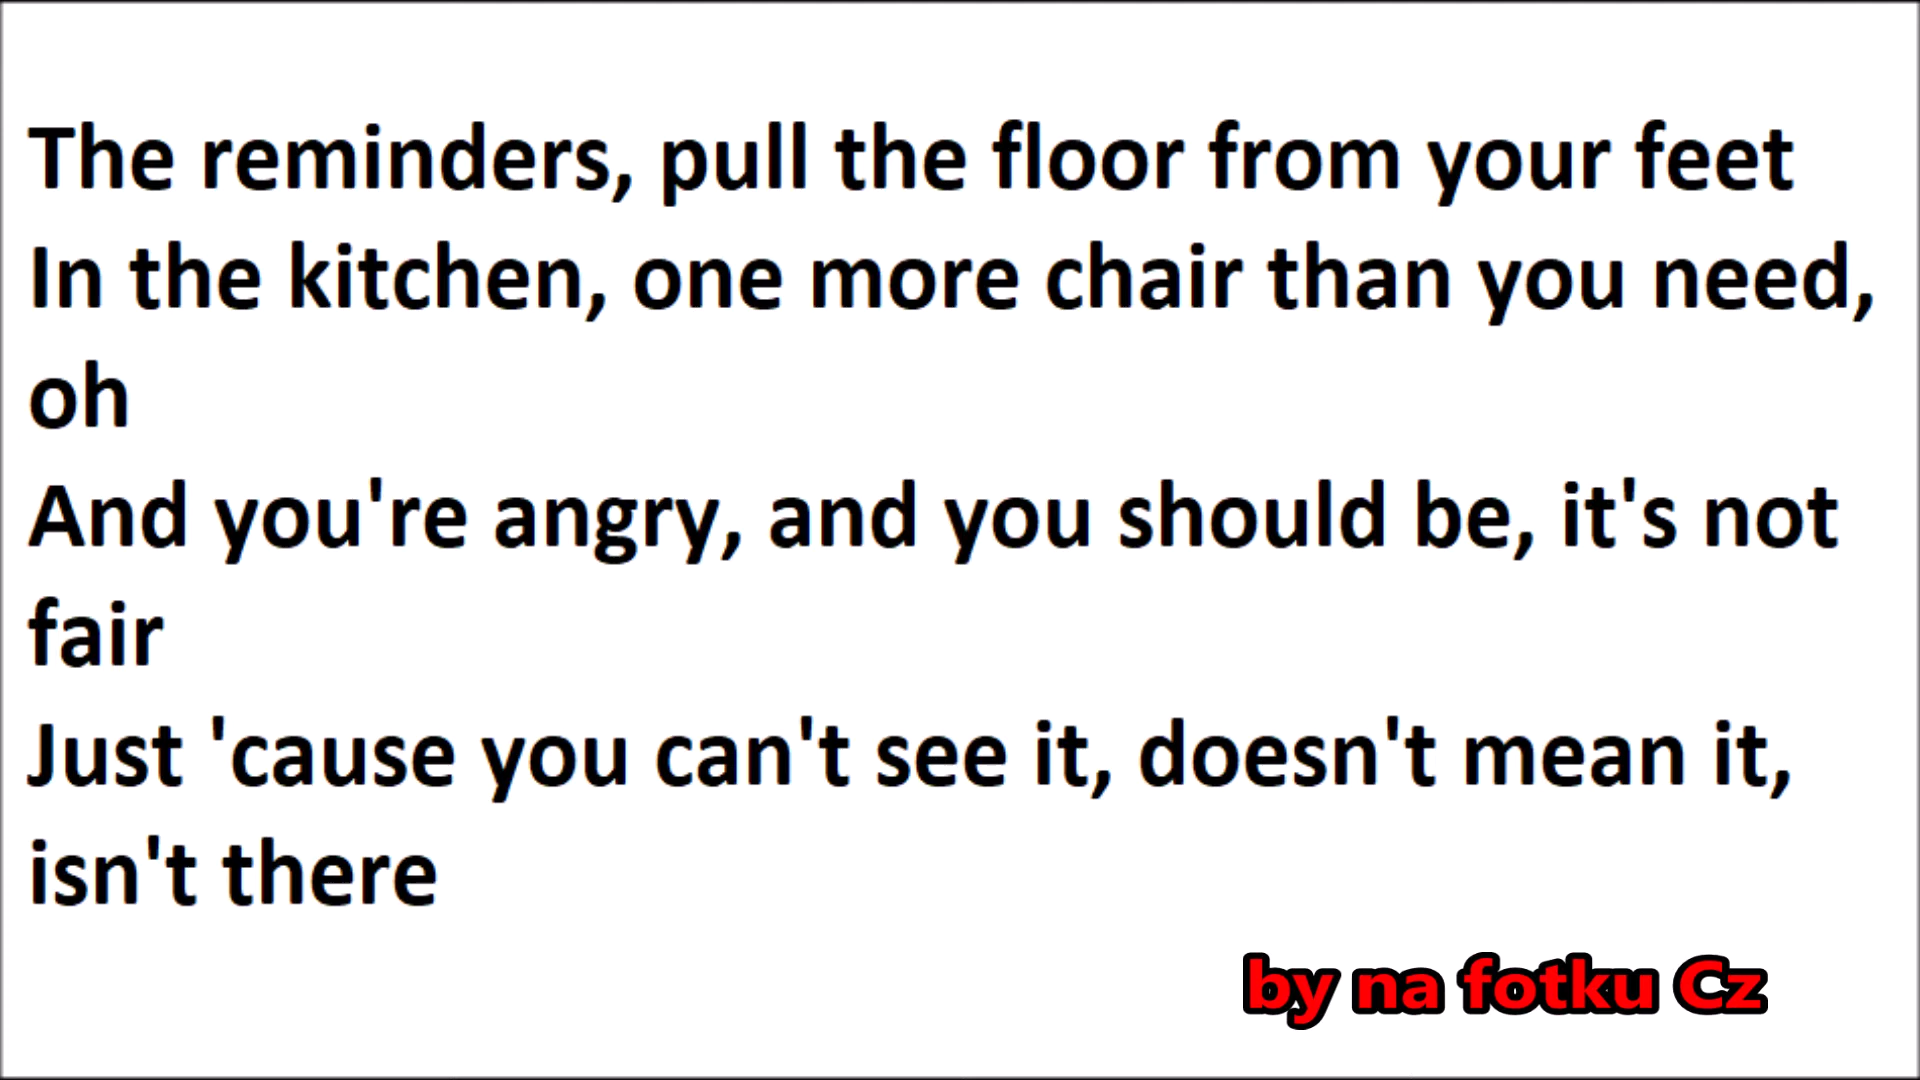 The reminders, pull the floor from your feet
In the kitchen, one more chair than you need,
oh
And you're angry, and you should be, it's not
fair
Just 'cause you can't see it, doesn't mean it,
isn't there
by na fotku Cz